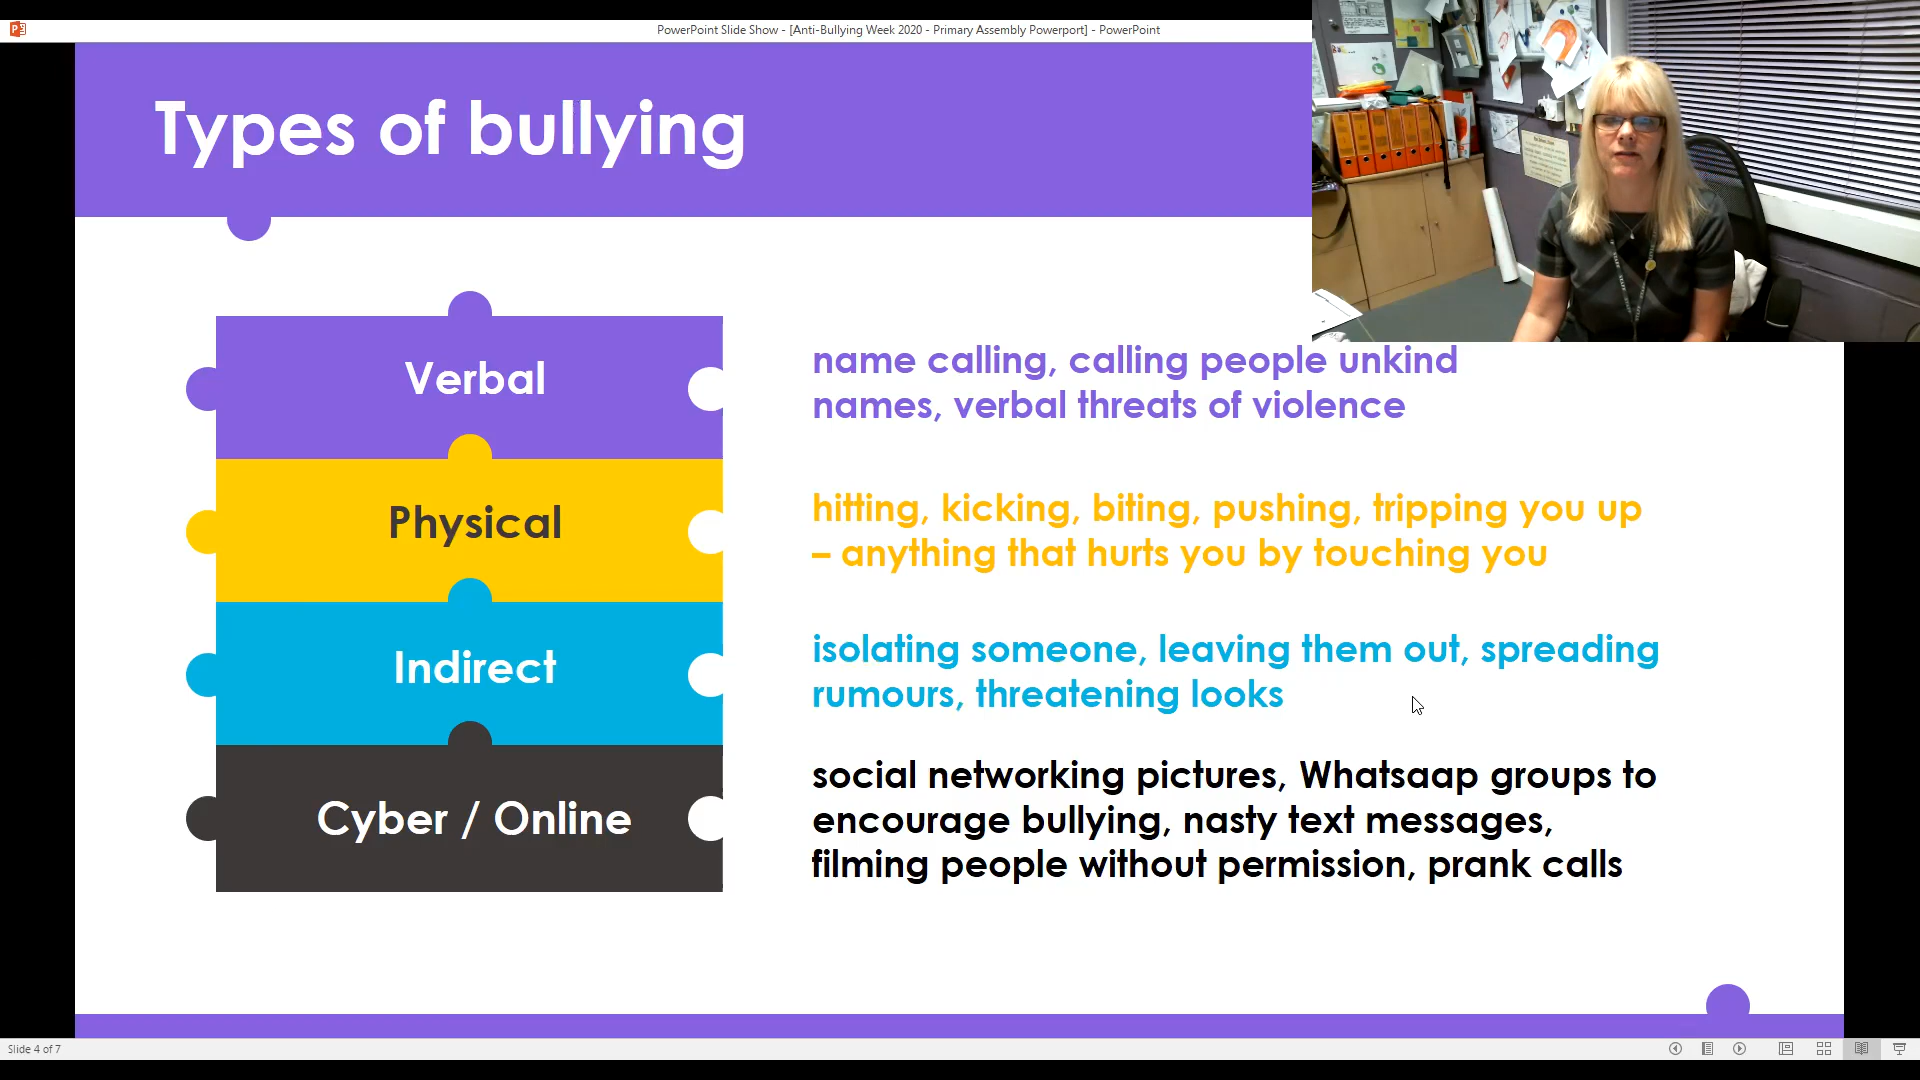 PowerPoint Slide Show - [Anti-Bullying Week 2020 - Primary Assembly Powerport] - PowerPoint
Types of bullying
Verbal
name calling, calling people unkind
names, verbal threats of violence
Physical
hitting, kicking, biting, pushing, tripping you up
– anything that hurts you by touching you
Indirect
isolating someone, leaving them out, spreading
rumours, threatening looks
Cyber / Online
social networking pictures, Whatsaap groups to
encourage bullying, nasty text messages,
filming people without permission, prank calls
Slide 4 of 7